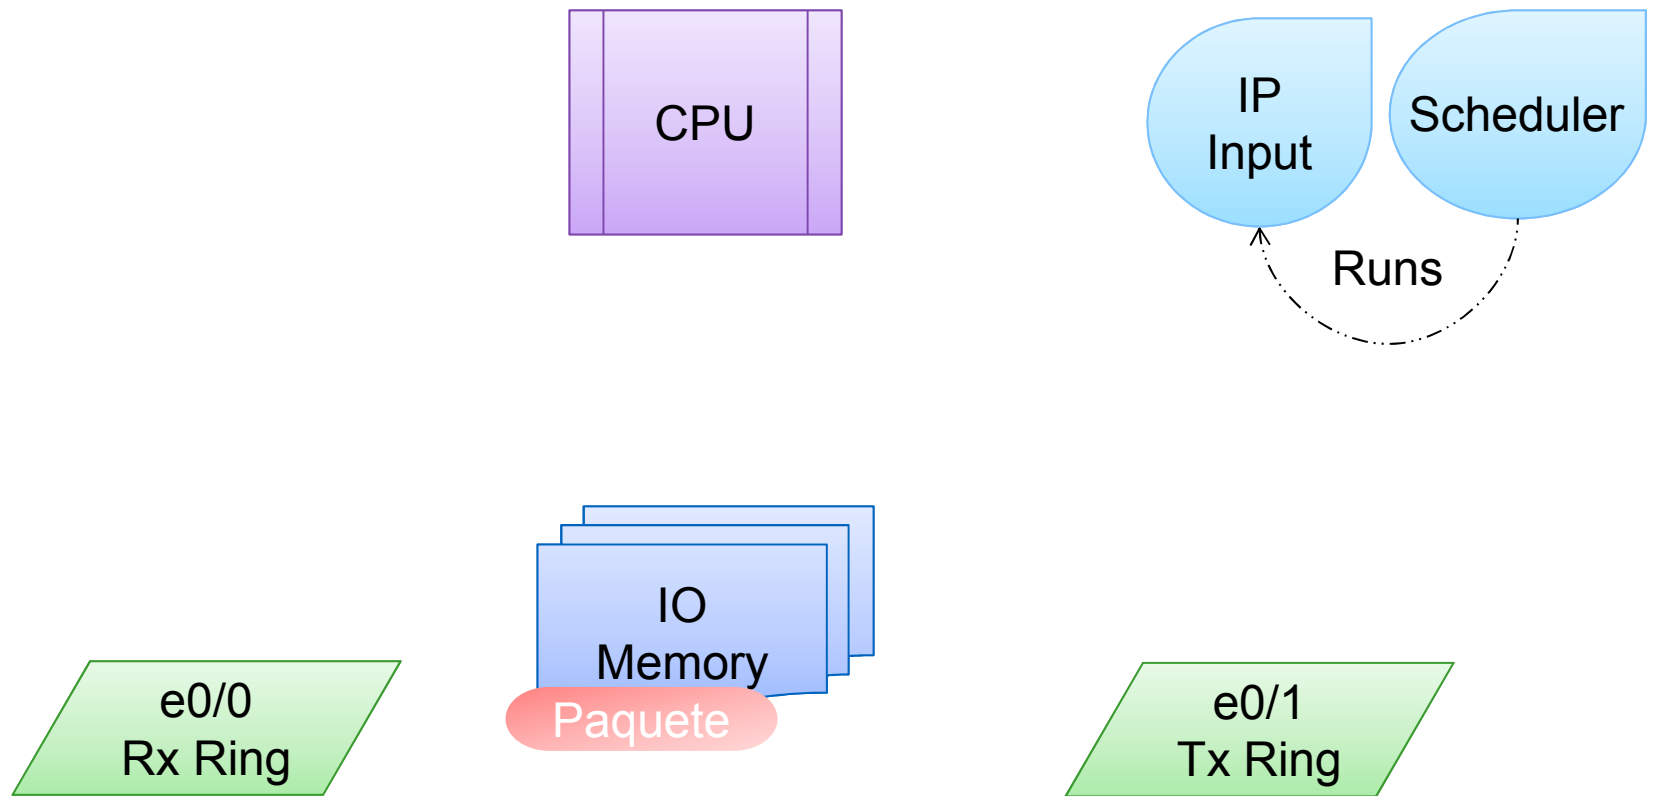 CPU
IP
Input
Scheduler
Runs
IO
Memory
Paquete
e0/0
Rx Ring
e0/1
Tx Ring